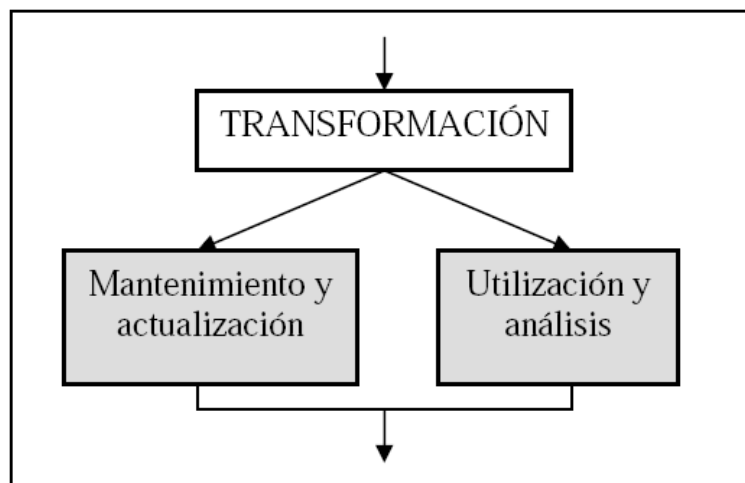 TRANSFORMACIÓN
Mantenimiento y
actualización
Utilización y
análisis